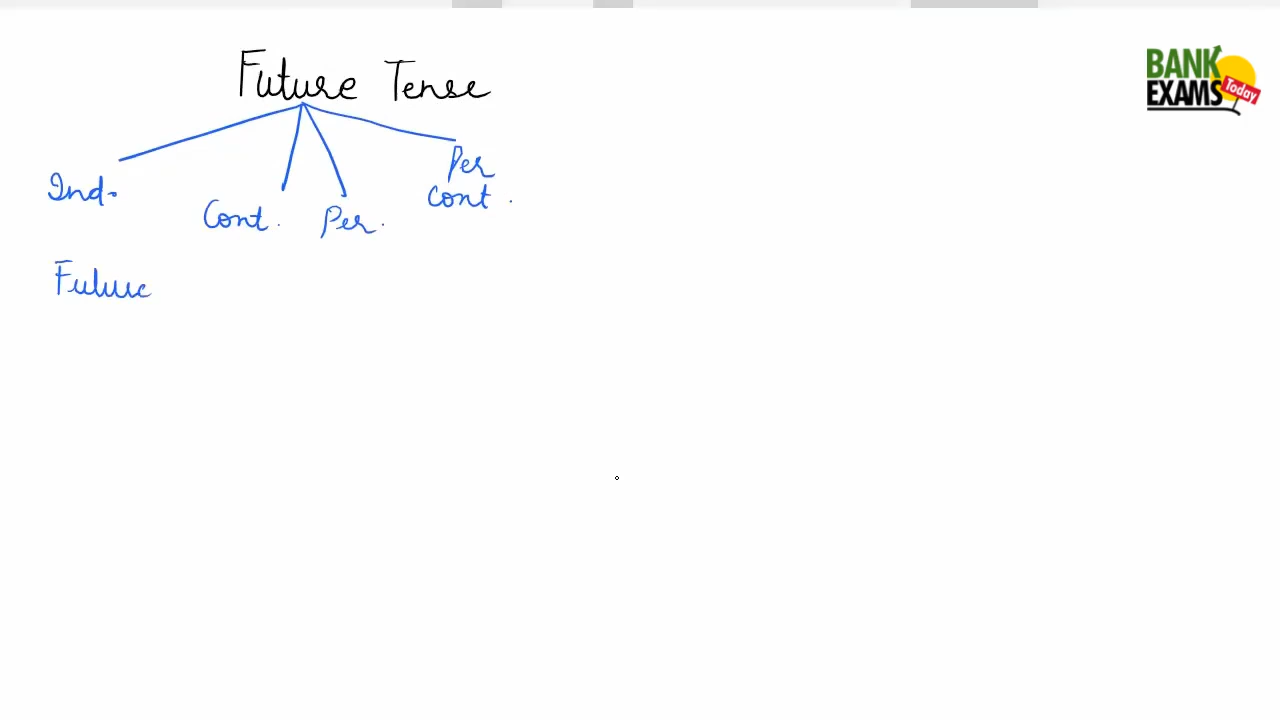 Future Tense
BANK
EXAMS Today
Ind.
Cont. Per.
Per
Cont.
Future